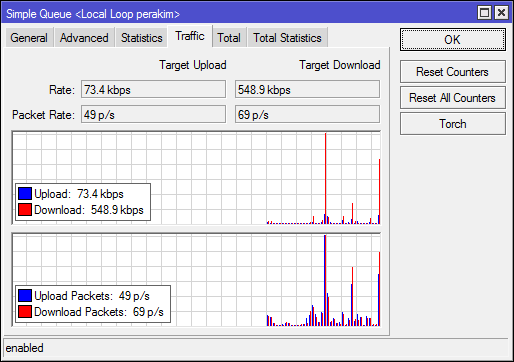 Simple Queue <Local Loop perakim>
General Advanced Statistics Traffic Total Total Statistics
OK
Reset Counters
Reset All Counters
Torch
Target Upload Target Download
Rate: 73.4 kbps 548.9 kbps
Packet Rate: 49 p/s 69 p/s
Upload: 73.4 kbps
Download: 548.9 kbps
Upload Packets: 49 p/s
Download Packets: 69 p/s
enabled